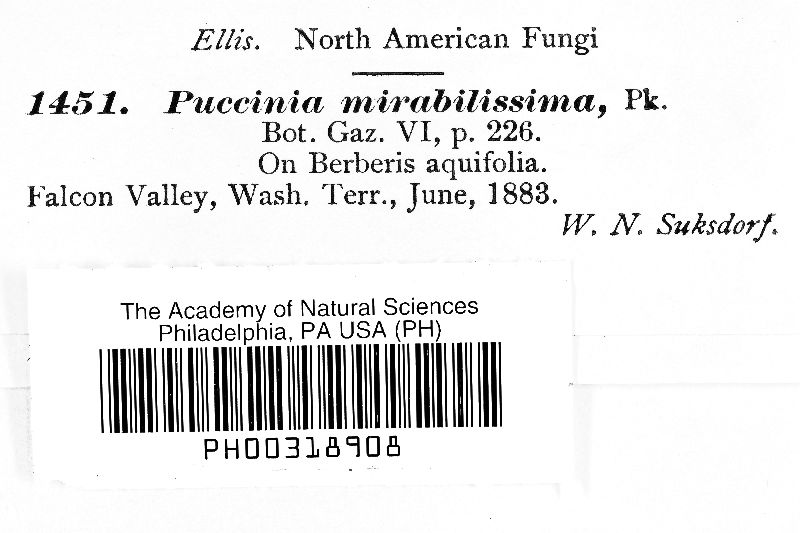 Ellis. North American Fungi
1451. Puccinia mirabilissima, Pk.
Bot. Gaz. VI, p. 226.
On Berberis aquifolia.
Falcon Valley, Wash. Terr., June, 1883.
W. N. Suksdorf.
The Academy of Natural Sciences
Philadelphia, PA USA (PH)
PH00318908